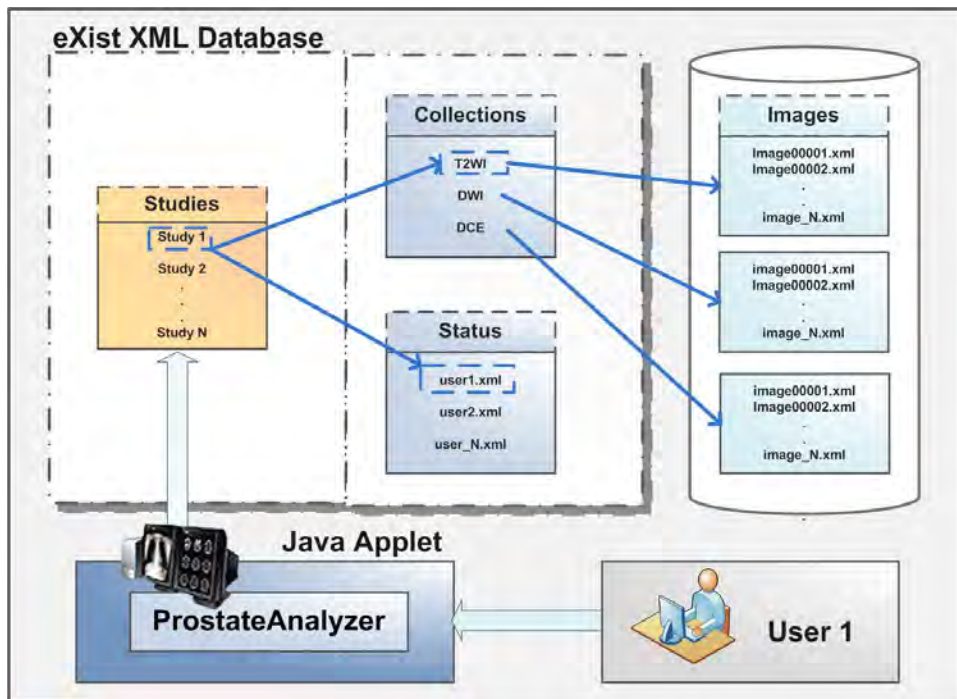 eXist XML Database
Studies
Study 1
Study 2
.
.
Study N
Collections
T2WI
DWI
DCE
Status
user1.xml
user2.xml
user_N.xml
Images
Image00001.xml
Image00002.xml
.
.
image_N.xml
image00001.xml
Image00002.xml
.
.
image_N.xml
image00001.xml
Image00002.xml
.
.
image_N.xml
Java Applet
ProstateAnalyzer
User 1